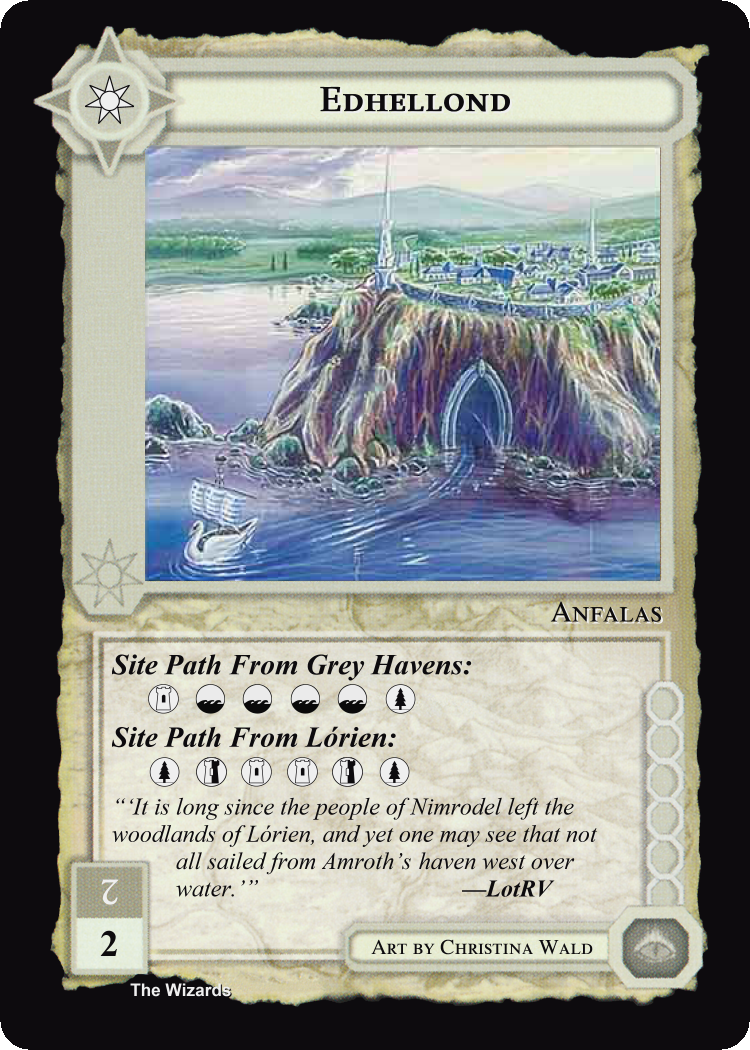 Edhellond
Anfalas
Site Path From Grey Havens:
Site Path From Lórien:
“‘It is long since the people of Nimrodel left the
woodlands of Lórien, and yet one may see that not
all sailed from Amroth’s haven west over
water.’” —LotRV
2
2
Art by Christina Wald
The Wizards